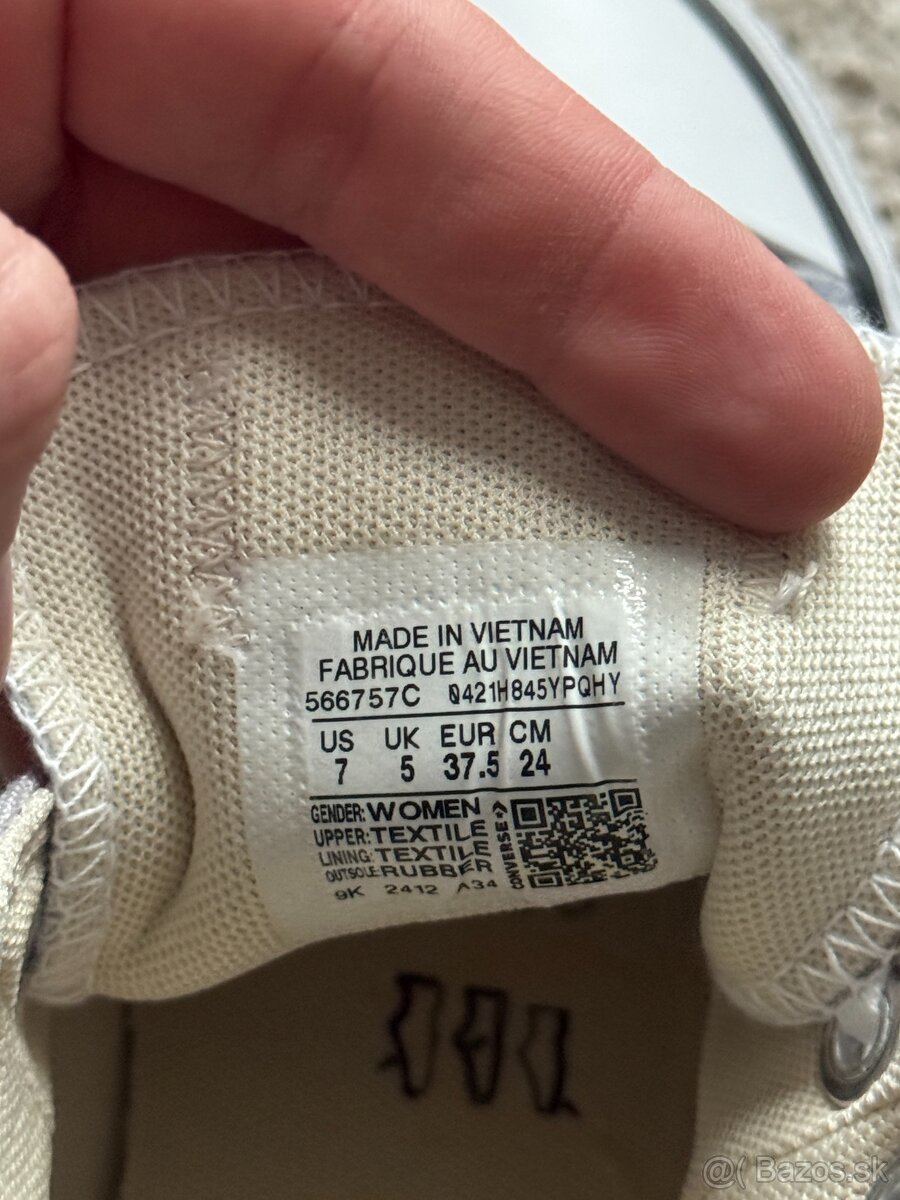 MADE IN VIETNAM
FABRIQUE AU VIETNAM
566757C 0421H845YPQHY
US UK EUR CM
7 5 37.5 24
GENDER: WOMEN
UPPER: TEXTILE
LINING: TEXTILE
OUTSOLE: RUBBER
9K 2412 A34
CONVERSE
@( Bazos.sk